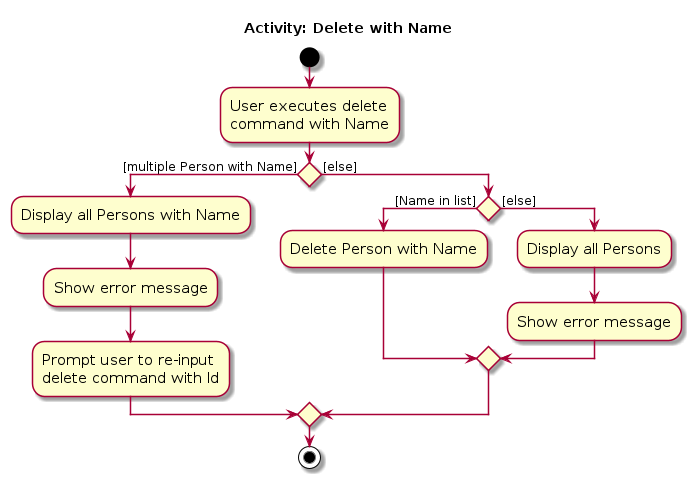 Activity: Delete with Name
User executes delete
command with Name
[multiple Person with Name]
[else]
Display all Persons with Name
Show error message
Prompt user to re-input
delete command with Id
[Name in list]
[else]
Delete Person with Name
Display all Persons
Show error message